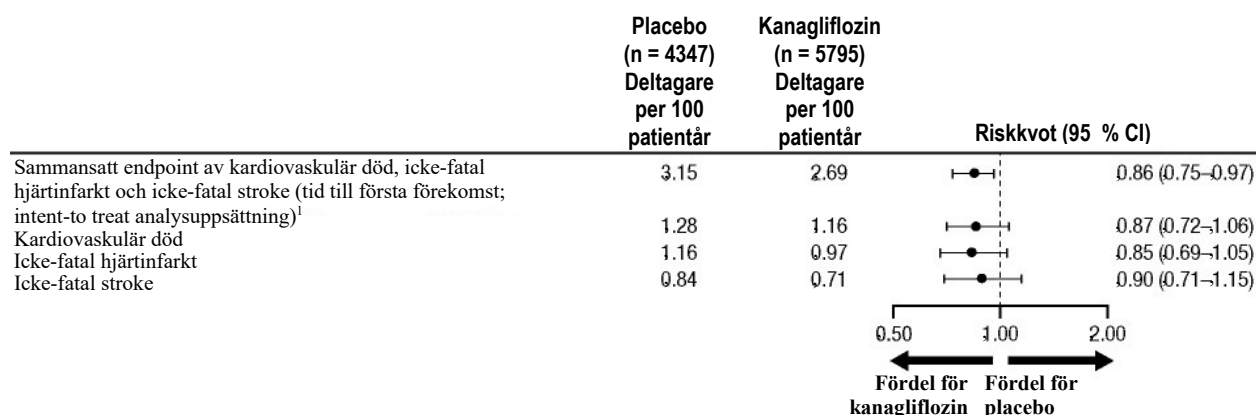 Placebo Kanagliflozin
(n = 4347) (n = 5795)
Deltagare Deltagare
per 100 per 100
patientår patientår Riskkvot (95 % CI)
Sammansatt endpoint av kardiovaskulär död, icke-fatal 3.15 2.69 0.86 (0.75–0.97)
hjärtinfarkt och icke-fatal stroke (tid till första förekomst;
intent-to treat analysuppsättning)1 1.28 1.16 0.87 (0.72–1.06)
Kardiovaskulär död 1.16 0.97 0.85 (0.69–1.05)
Icke-fatal hjärtinfarkt
Icke-fatal stroke 0.84 0.71 0.90 (0.71–1.15)
0.50 1.00 2.00
Fördel för Fördel för
kanagliflozin placebo